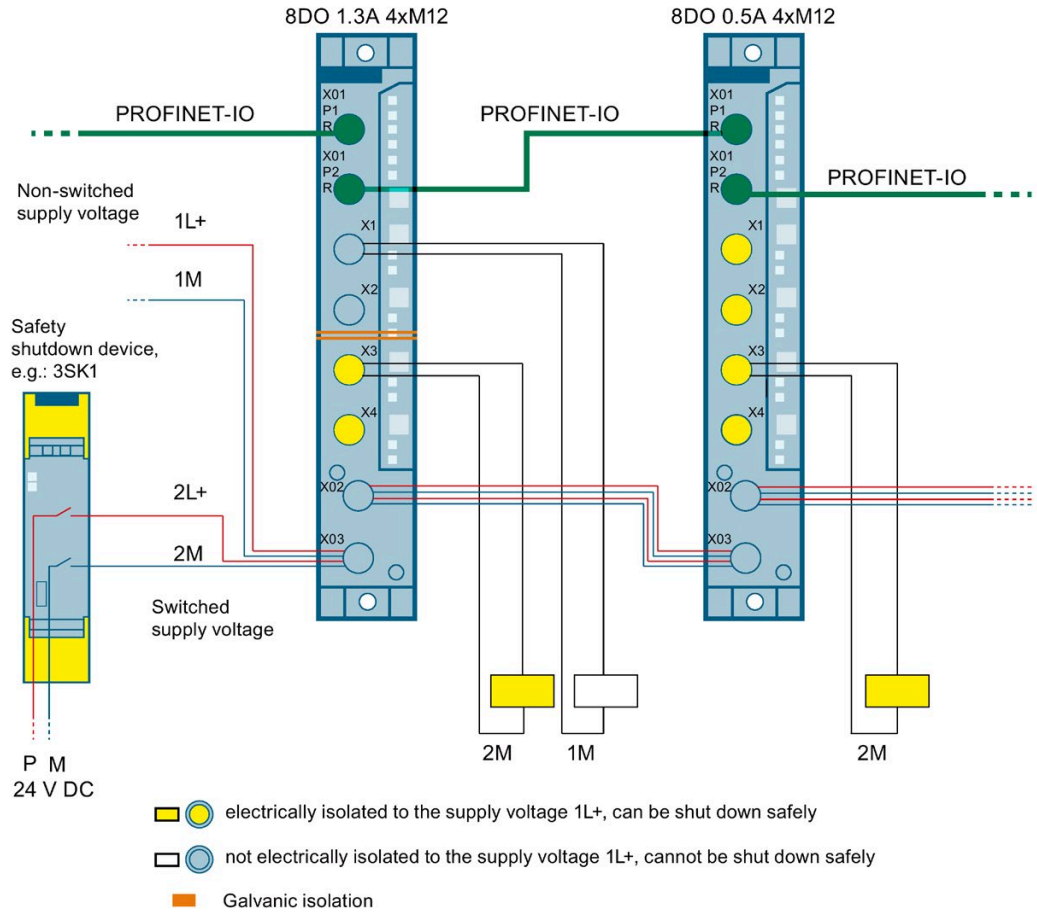 8DO 1.3A 4xM12
8DO 0.5A 4xM12
PROFINET-IO
PROFINET-IO
PROFINET-IO
X01
P1
R
X01
P2
R
X1
X2
X3
X4
X02
X03
X01
P1
R
X01
P2
R
X1
X2
X3
X4
X02
X03
Non-switched
supply voltage
1L+
1M
Safety
shutdown device,
e.g.: 3SK1
2L+
2M
Switched
supply voltage
P M
24 V DC
2M
1M
2M
electrically isolated to the supply voltage 1L+, can be shut down safely
not electrically isolated to the supply voltage 1L+, cannot be shut down safely
Galvanic isolation